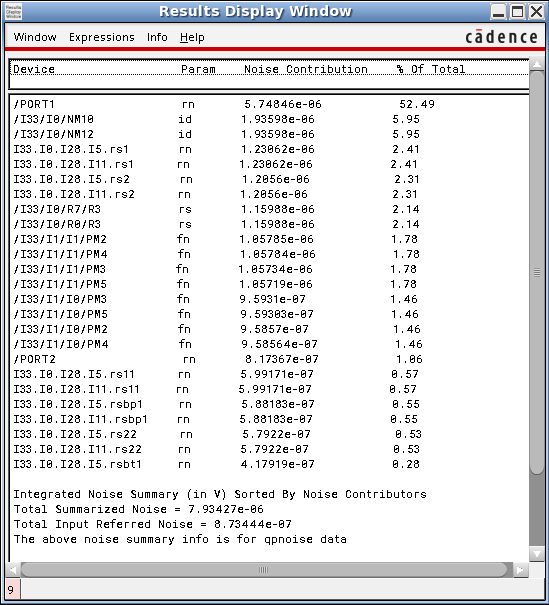 Results Display Window
Window Expressions Info Help cādence
Device Param Noise Contribution % Of Total
/PORT1 rn 5.74846e-06 52.49
/I33/I0/NM10 id 1.93598e-06 5.95
/I33/I0/NM12 id 1.93598e-06 5.95
I33.I0.I28.I5.rs1 rn 1.23062e-06 2.41
I33.I0.I28.I11.rs1 rn 1.23062e-06 2.41
I33.I0.I28.I5.rs2 rn 1.2056e-06 2.31
I33.I0.I28.I11.rs2 rn 1.2056e-06 2.31
/I33/I0/R7/R3 rs 1.15988e-06 2.14
/I33/I0/R0/R3 rs 1.15988e-06 2.14
/I33/I1/I1/PM2 fn 1.05785e-06 1.78
/I33/I1/I1/PM4 fn 1.05784e-06 1.78
/I33/I1/I1/PM3 fn 1.05734e-06 1.78
/I33/I1/I1/PM5 fn 1.05719e-06 1.78
/I33/I1/I0/PM3 fn 9.5931e-07 1.46
/I33/I1/I0/PM5 fn 9.59303e-07 1.46
/I33/I1/I0/PM2 fn 9.5857e-07 1.46
/I33/I1/I0/PM4 fn 9.58564e-07 1.46
/PORT2 rn 8.17367e-07 1.06
I33.I0.I28.I5.rs11 rn 5.99171e-07 0.57
I33.I0.I28.I11.rs11 rn 5.99171e-07 0.57
I33.I0.I28.I5.rsbp1 rn 5.88183e-07 0.55
I33.I0.I28.I11.rsbp1 rn 5.88183e-07 0.55
I33.I0.I28.I5.rs22 rn 5.7922e-07 0.53
I33.I0.I28.I11.rs22 rn 5.7922e-07 0.53
I33.I0.I28.I5.rsbt1 rn 4.17919e-07 0.28
Integrated Noise Summary (in V) Sorted By Noise Contributors
Total Summarized Noise = 7.93427e-06
Total Input Referred Noise = 8.73444e-07
The above noise summary info is for qpnoise data
9